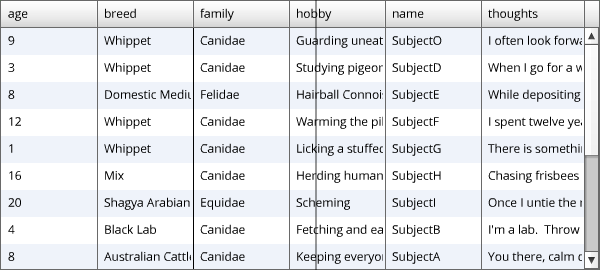 age breed family hobby name thoughts
9 Whippet Canidae Guarding uneat SubjectO I often look forwa
3 Whippet Canidae Studying pigeor SubjectD When I go for a w
8 Domestic Mediu Felidae Hairball Connoi SubjectE While depositing
12 Whippet Canidae Warming the pil SubjectF I spent twelve yea
1 Whippet Canidae Licking a stuffec SubjectG There is somethi
16 Mix Canidae Herding human SubjectH Chasing frisbees
20 Shagya Arabian Equidae Scheming SubjectI Once I untie the r
4 Black Lab Canidae Fetching and ea SubjectB I'm a lab. Throw
8 Australian Cattl Canidae Keeping everyo SubjectA You there, calm d